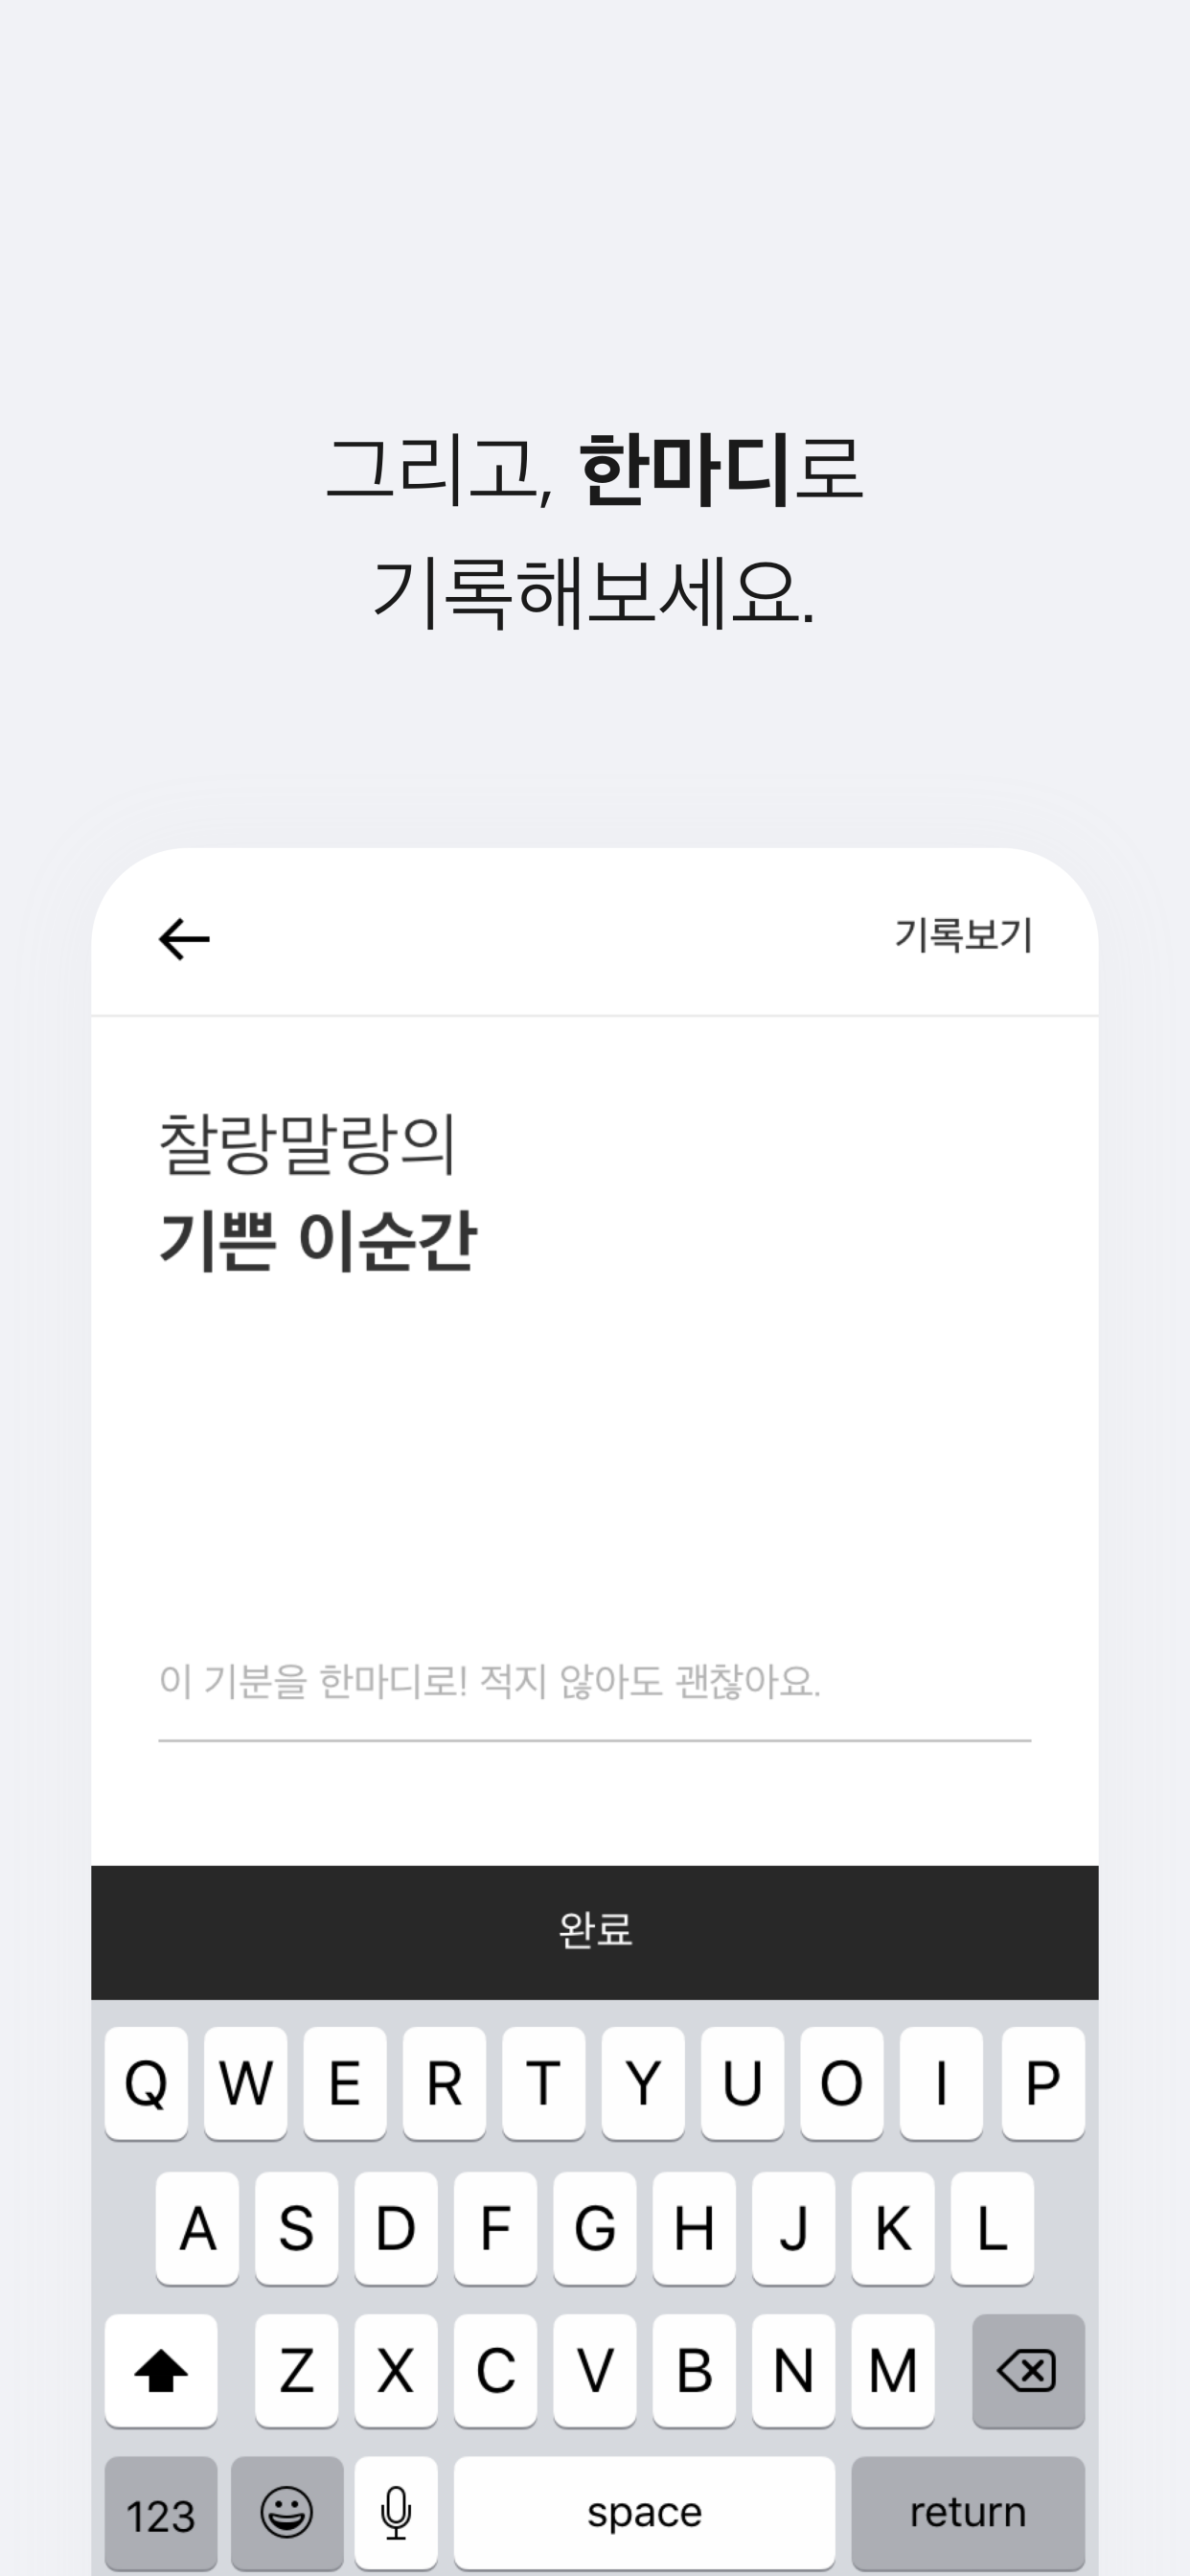 그리고, 한마디로
기록해보세요.
기록보기
찰랑말랑의
기쁜 이순간
이 기분을 한마디로! 적지 않아도 괜찮아요.
완료
Q W E R T Y U O I P
A S D F G H J K L
Z X C V B N M
123 space return